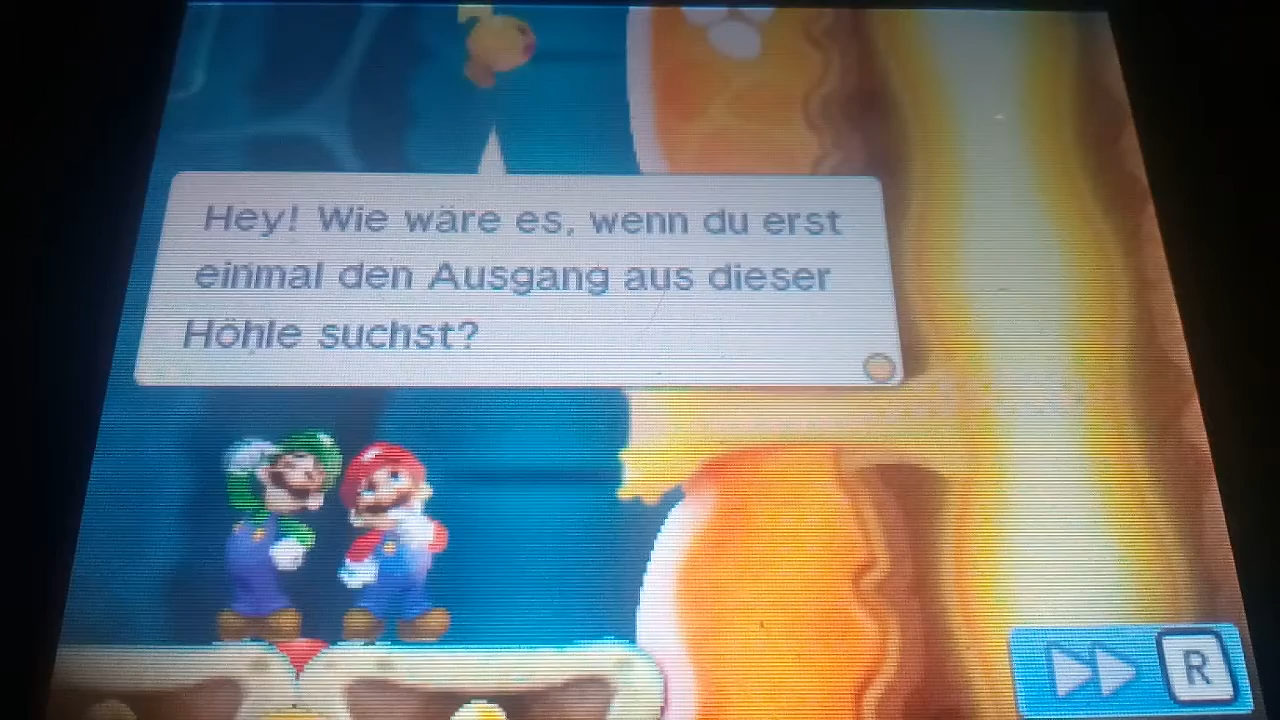 Hey! Wie wäre es, wenn du erst
einmal den Ausgang aus dieser
Höhle suchst?
R